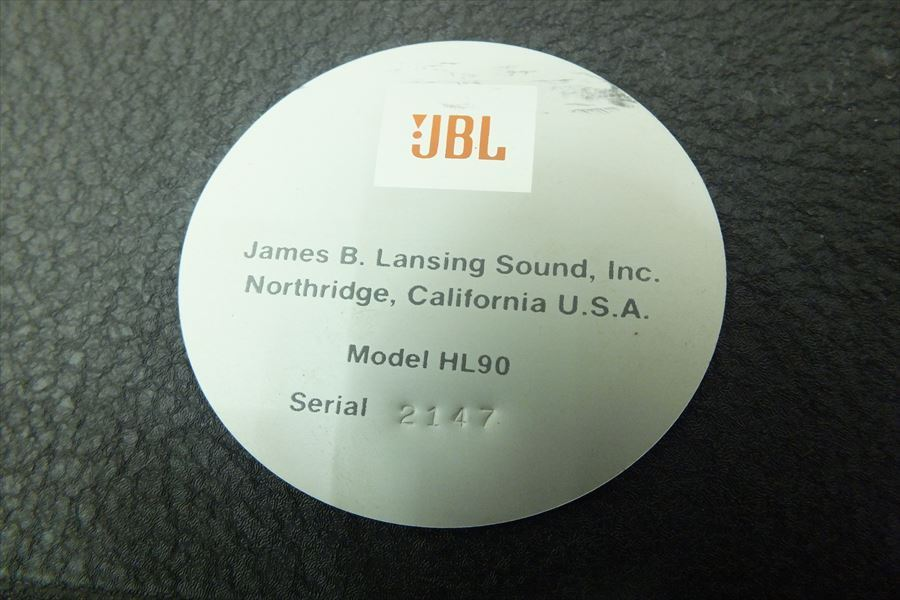 JBL
James B. Lansing Sound, Inc.
Northridge, California U.S.A.
Model HL90
Serial 2147